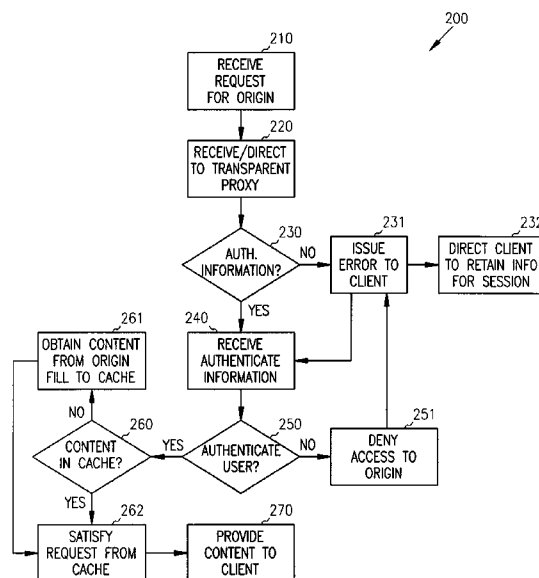 200
210
RECEIVE
REQUEST
FOR ORIGIN
220
RECEIVE/DIRECT
TO TRANSPARENT
PROXY
230
AUTH.
INFORMATION?
NO
YES
231
ISSUE
ERROR TO
CLIENT
232
DIRECT CLIENT
TO RETAIN INFO
FOR SESSION
240
RECEIVE
AUTHENTICATE
INFORMATION
250
AUTHENTICATE
USER?
YES
NO
251
DENY
ACCESS TO
ORIGIN
261
OBTAIN CONTENT
FROM ORIGIN
FILL TO CACHE
260
CONTENT
IN CACHE?
NO
YES
262
SATISFY
REQUEST FROM
CACHE
270
PROVIDE
CONTENT TO
CLIENT